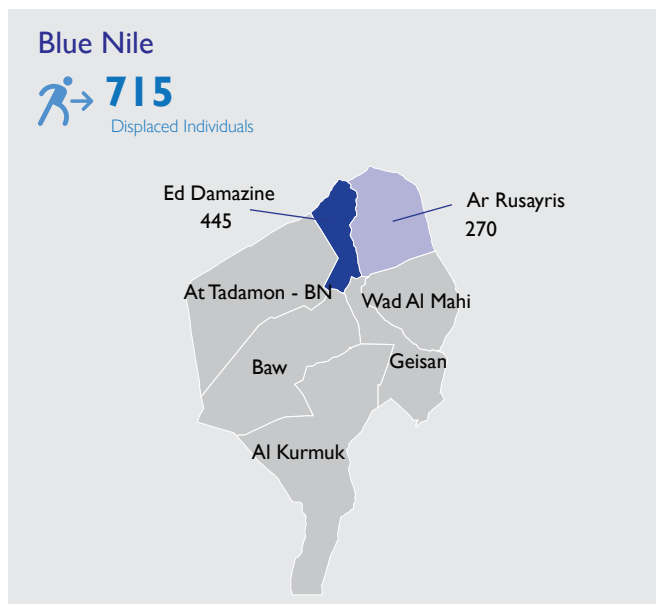 Blue Nile
715
Displaced Individuals
Ed Damazine
445
Ar Rusayris
270
At Tadamon - BN
Wad Al Mahi
Baw
Geisan
Al Kurmuk